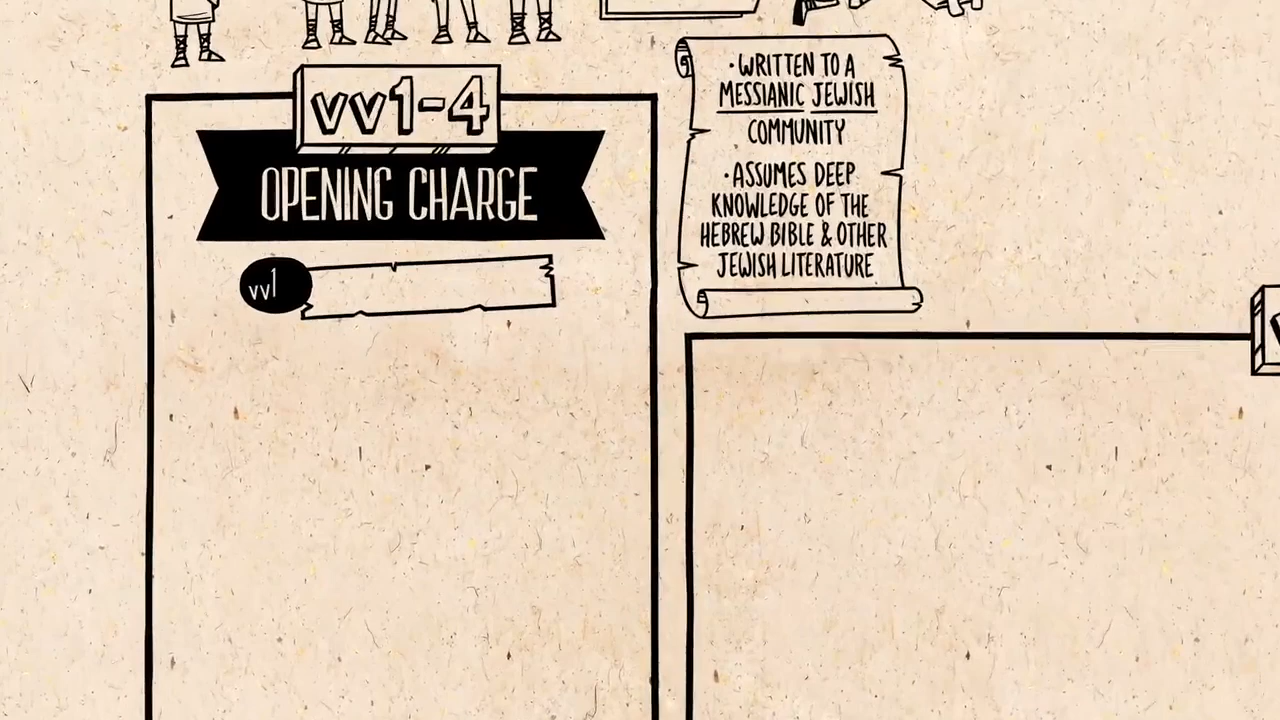 vv1-4
OPENING CHARGE
vv1
·WRITTEN TO A
MESSIANIC JEWISH
COMMUNITY
·ASSUMES DEEP
KNOWLEDGE OF THE
HEBREW BIBLE & OTHER
JEWISH LITERATURE